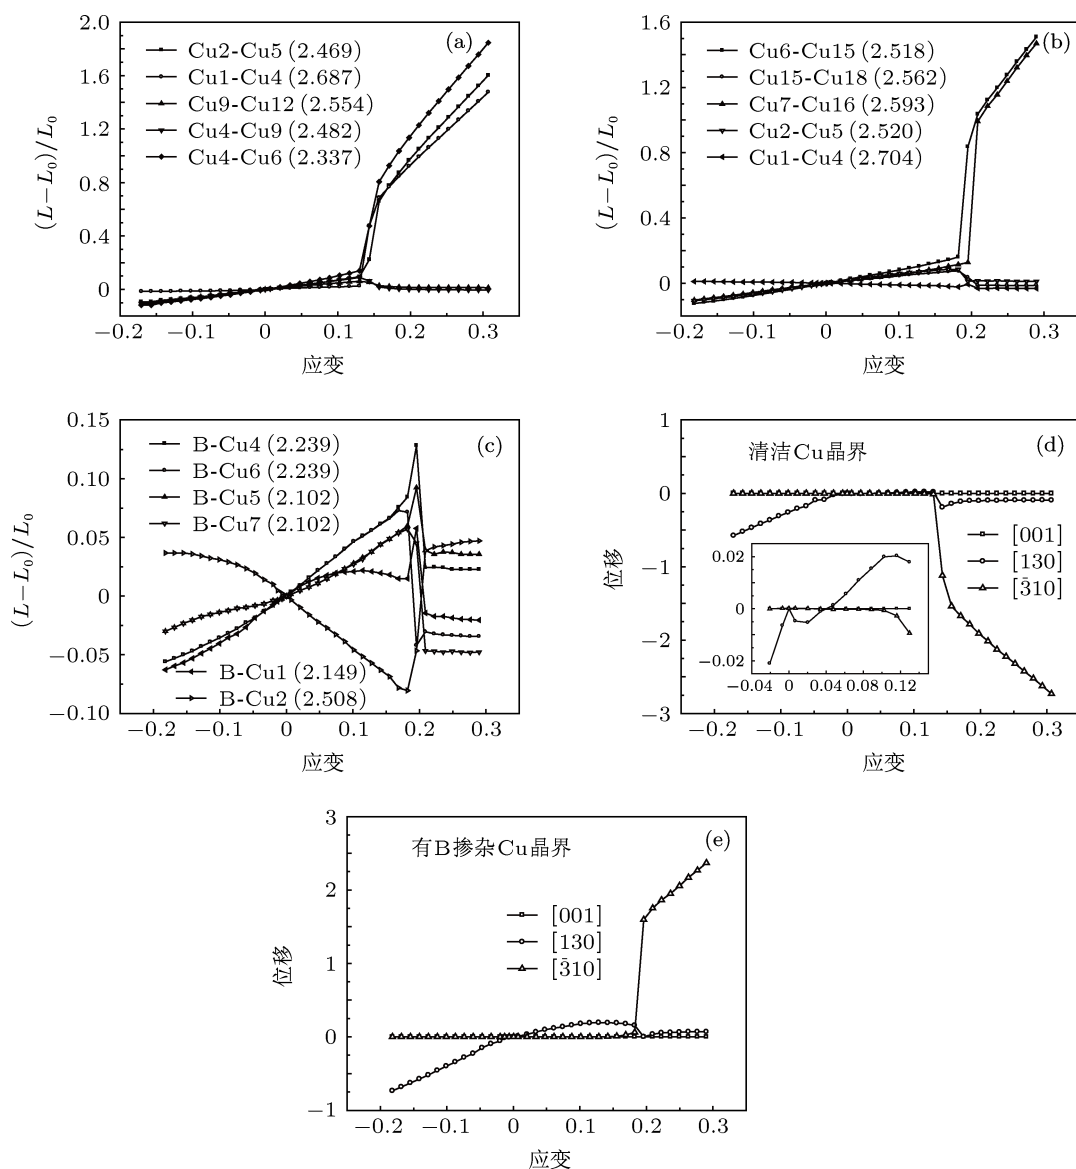 (a)
Cu2-Cu5 (2.469)
Cu1-Cu4 (2.687)
Cu9-Cu12 (2.554)
Cu4-Cu9 (2.482)
Cu4-Cu6 (2.337)
(L−L0)/L0
2.0
1.6
1.2
0.8
0.4
0
−0.2 −0.1 0 0.1 0.2 0.3
应变
(b)
Cu6-Cu15 (2.518)
Cu15-Cu18 (2.562)
Cu7-Cu16 (2.593)
Cu2-Cu5 (2.520)
Cu1-Cu4 (2.704)
(L−L0)/L0
1.6
1.2
0.8
0.4
0
−0.2 −0.1 0 0.1 0.2 0.3
应变
(c)
B-Cu4 (2.239)
B-Cu6 (2.239)
B-Cu5 (2.102)
B-Cu7 (2.102)
B-Cu1 (2.149)
B-Cu2 (2.508)
(L−L0)/L0
0.15
0.10
0.05
0
−0.05
−0.10
−0.2 −0.1 0 0.1 0.2 0.3
应变
(d)
清洁Cu晶界
[001]
[130]
[3̄10]
位移
1
0
−1
−2
−3
0.02
0
−0.02
−0.04 0 0.04 0.08 0.12
−0.2 −0.1 0 0.1 0.2 0.3
应变
(e)
有B掺杂Cu晶界
[001]
[130]
[3̄10]
位移
3
2
1
0
−1
−0.2 −0.1 0 0.1 0.2 0.3
应变